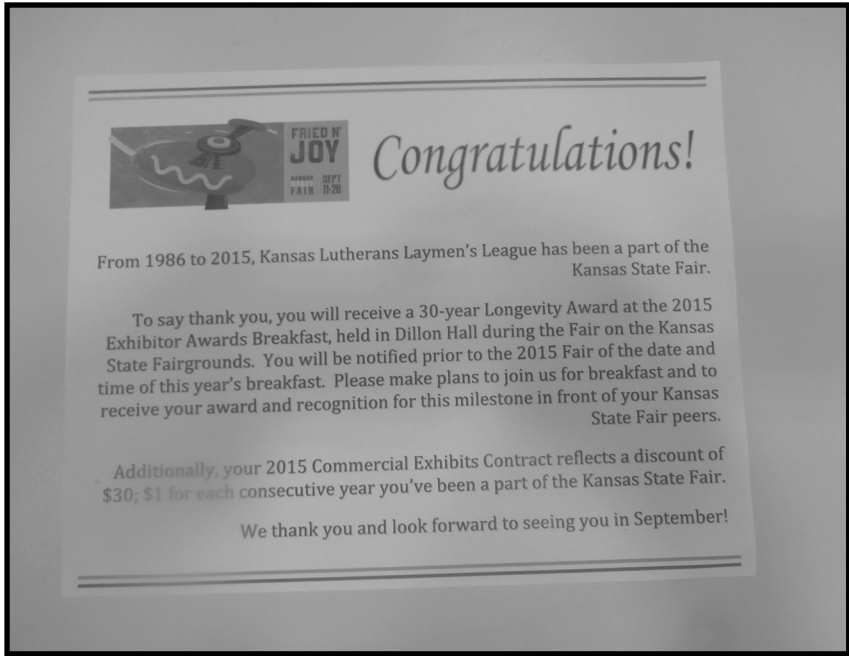 FRIED N'
JOY
KANSAS
FAIR
SEPT
11-20
Congratulations!
From 1986 to 2015, Kansas Lutherans Laymen's League has been a part of the
Kansas State Fair.
To say thank you, you will receive a 30-year Longevity Award at the 2015
Exhibitor Awards Breakfast, held in Dillon Hall during the Fair on the Kansas
State Fairgrounds. You will be notified prior to the 2015 Fair of the date and
time of this year's breakfast. Please make plans to join us for breakfast and to
receive your award and recognition for this milestone in front of your Kansas
State Fair peers.
Additionally, your 2015 Commercial Exhibits Contract reflects a discount of
$30; $1 for each consecutive year you've been a part of the Kansas State Fair.
We thank you and look forward to seeing you in September!